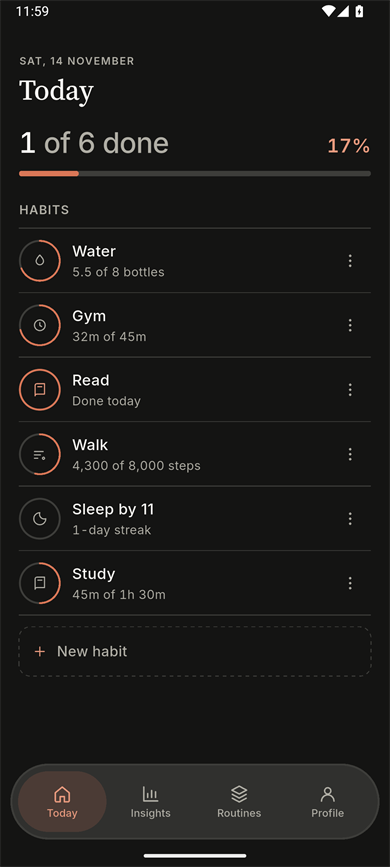 11:59
SAT, 14 NOVEMBER
Today
1 of 6 done
17%
HABITS
Water
5.5 of 8 bottles
Gym
32m of 45m
Read
Done today
Walk
4,300 of 8,000 steps
Sleep by 11
1-day streak
Study
45m of 1h 30m
+ New habit
Today
Insights
Routines
Profile